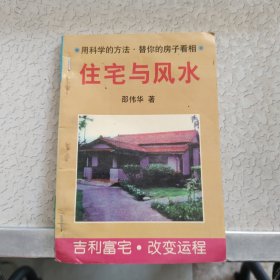 用科学的方法·替你的房子看相
住宅与风水
邵伟华 著
吉利富宅·改变运程